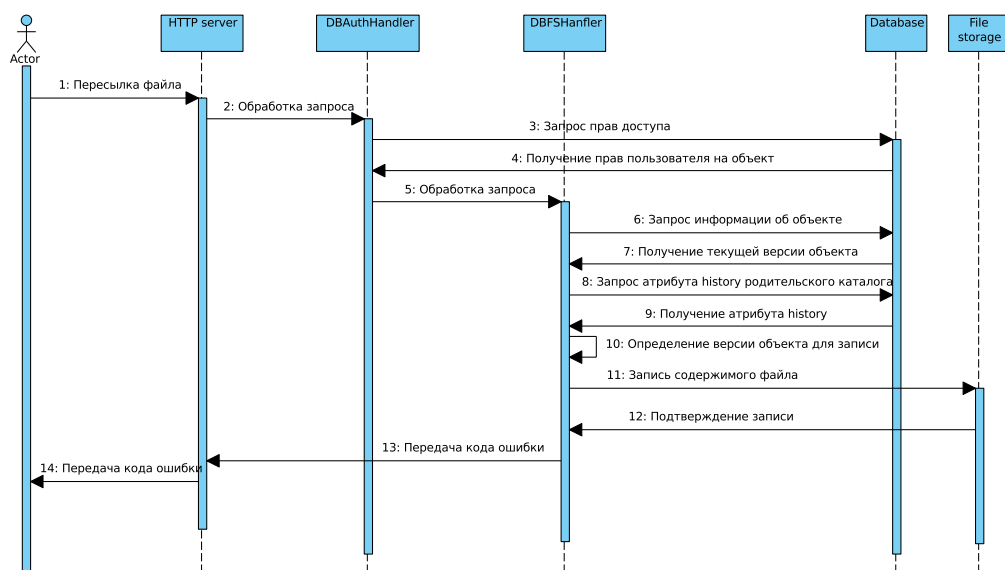 Actor
HTTP server
DBAuthHandler
DBFSHanfler
Database
File
storage
1: Пересылка файла
2: Обработка запроса
3: Запрос прав доступа
4: Получение прав пользователя на объект
5: Обработка запроса
6: Запрос информации об объекте
7: Получение текущей версии объекта
8: Запрос атрибута history родительского каталога
9: Получение атрибута history
10: Определение версии объекта для записи
11: Запись содержимого файла
12: Подтверждение записи
13: Передача кода ошибки
14: Передача кода ошибки